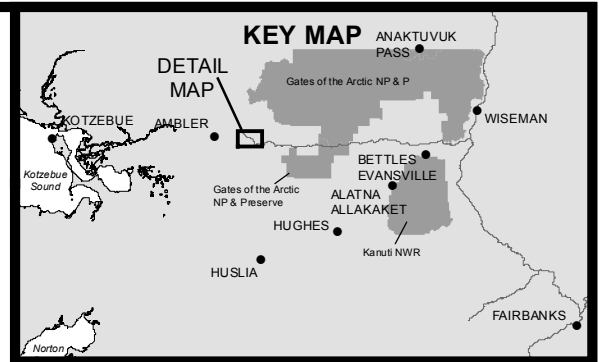 KEY MAP
ANAKTUVUK
PASS
DETAIL
MAP
Gates of the Arctic NP & P
KOTZEBUE
AMBLER
WISEMAN
Kotzebue
Sound
BETTLES
EVANSVILLE
Gates of the Arctic
NP & Preserve
ALATNA
ALLAKAKET
HUGHES
Kanuti NWR
HUSLIA
FAIRBANKS
Norton